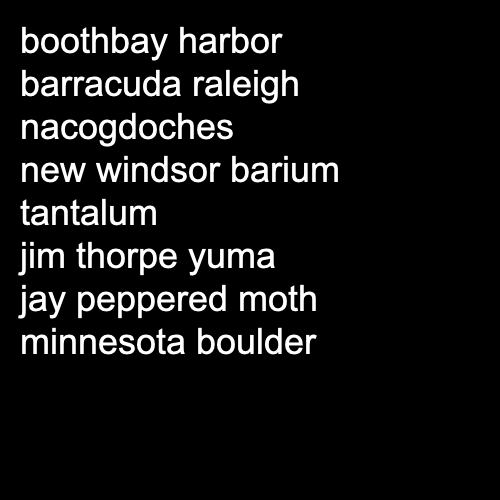 boothbay harbor
barracuda raleigh
nacogdoches
new windsor barium
tantalum
jim thorpe yuma
jay peppered moth
minnesota boulder